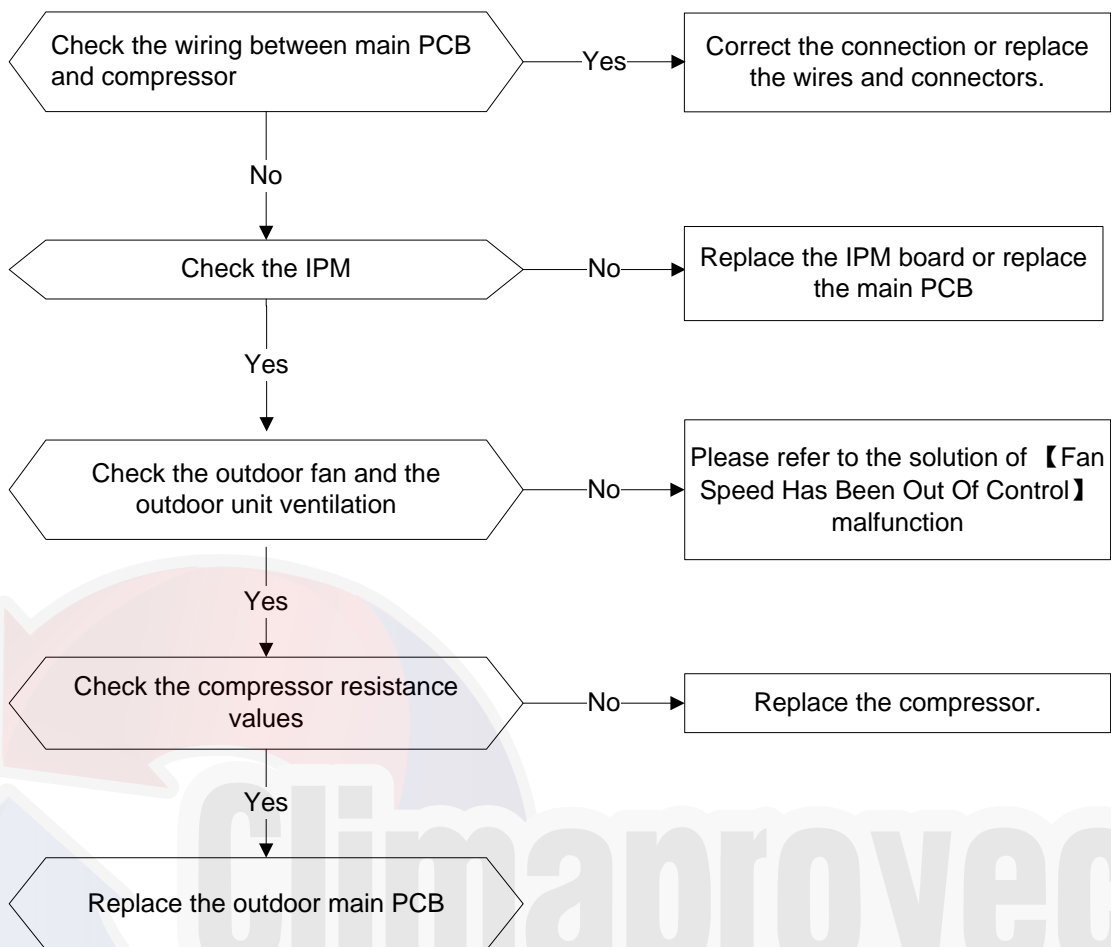 Check the wiring between main PCB
and compressor
Yes
Correct the connection or replace
the wires and connectors.
No
Check the IPM
No
Replace the IPM board or replace
the main PCB
Yes
Check the outdoor fan and the
outdoor unit ventilation
No
Please refer to the solution of 【Fan
Speed Has Been Out Of Control】
malfunction
Yes
Check the compressor resistance
values
No
Replace the compressor.
Yes
Replace the outdoor main PCB